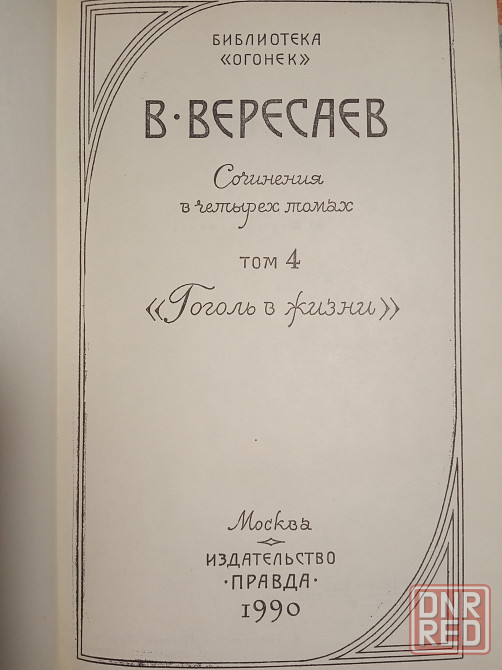 БИБЛИОТЕКА
«ОГОНЕК»
В·ВЕРЕСАЕВ
Сочинения
в четырех томах
ТОМ 4
«Гоголь в жизни»
Москва
ИЗДАТЕЛЬСТВО
·ПРАВДА·
1990
DNR
RED